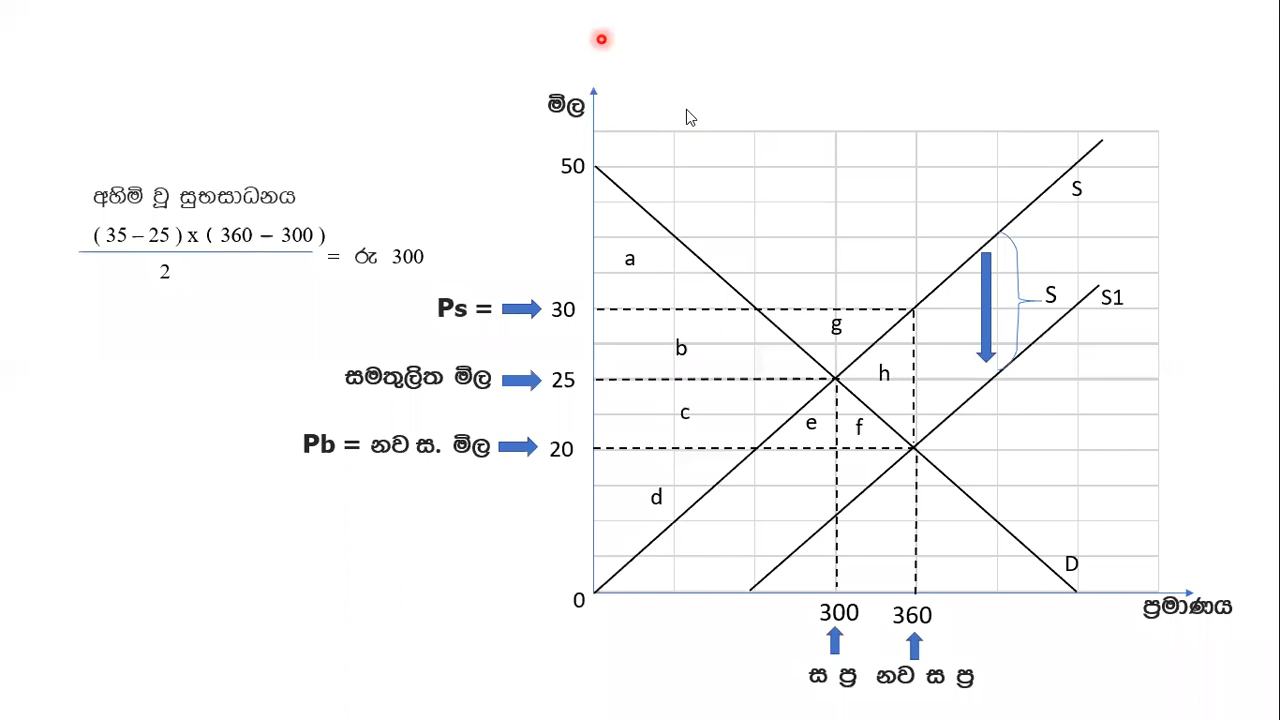 මිල
50
S
අහිමි වූ සුභසාධනය
( 35 – 25 ) x ( 360 – 300 )
2
= රු 300
a
Ps = 30
g
S
S1
b
සමතුලිත මිල 25
h
c
e
f
Pb = නව ස. මිල 20
d
D
0
ප්‍රමාණය
300 360
ස ප්‍ර නව ස ප්‍ර